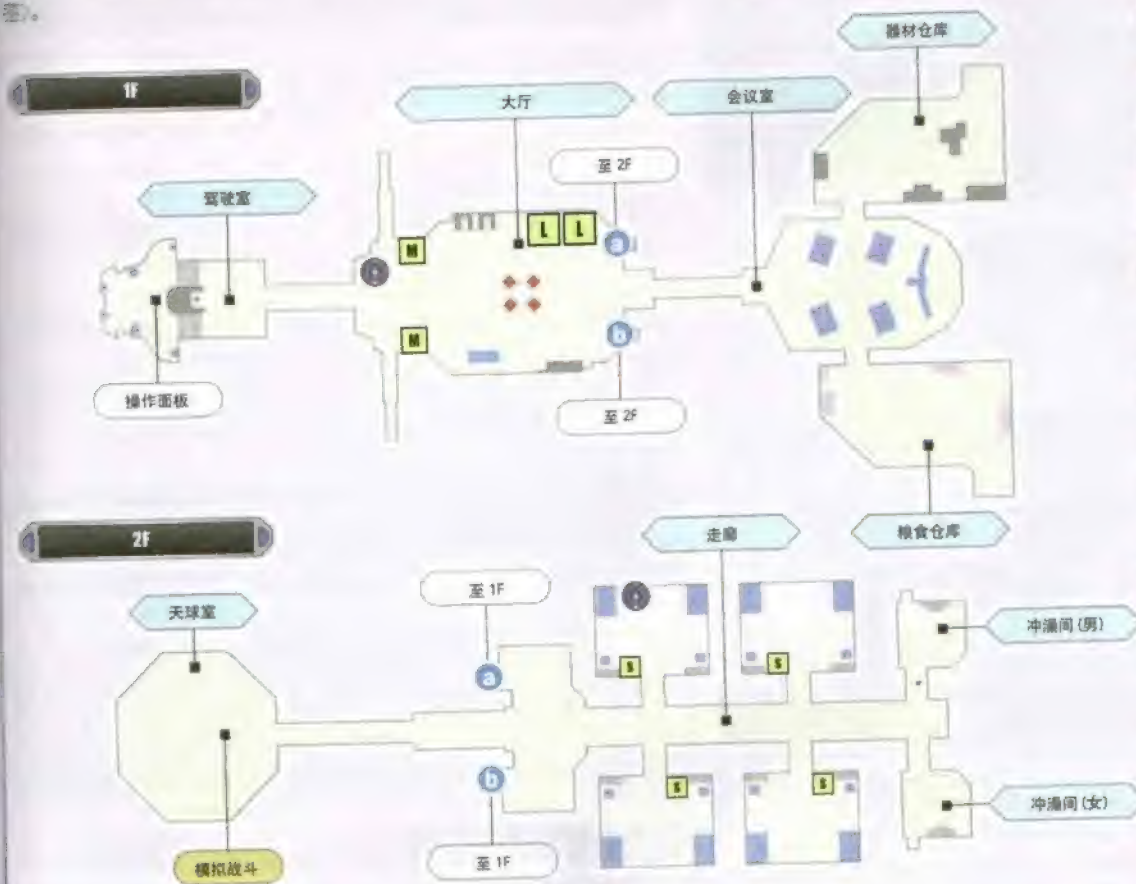 1F
器材仓库
大厅
会议室
至 2F
驾驶室
M
L
L
a
M
b
操作面板
至 2F
粮食仓库
2F
走廊
至 1F
天球室
冲澡间(男)
S
S
a
b
S
S
冲澡间(女)
模拟战斗
至 1F